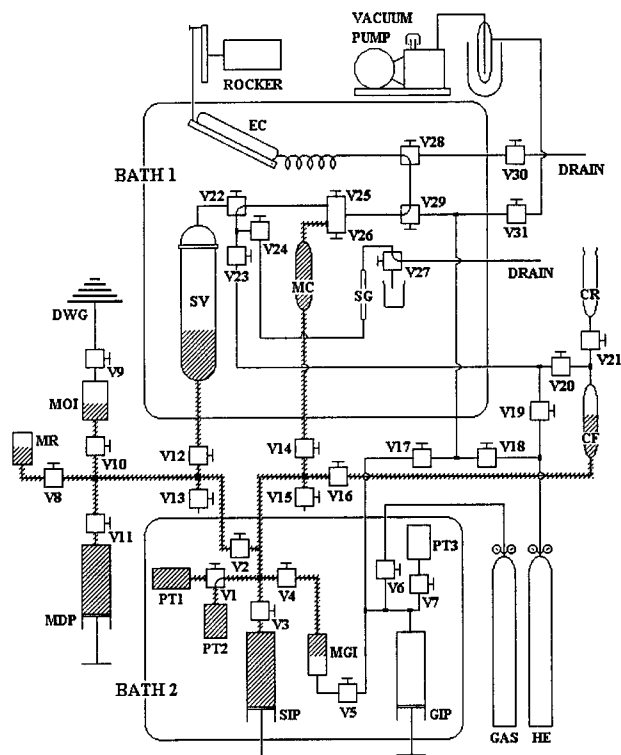 VACUUM
PUMP
ROCKER
EC
V28
V30
DRAIN
BATH 1
V22
V25
V29
V31
V24
V26
V23
V27
DRAIN
SV
MC
SG
CR
DWG
V21
V9
V20
MOI
V19
CF
MR
V10
V12
V14
V17
V18
V8
V13
V15
V16
V11
V2
PT3
V6
PT1
V1
V4
V7
V3
MDP
PT2
MGI
BATH 2
V5
SIP
GIP
GAS
HE